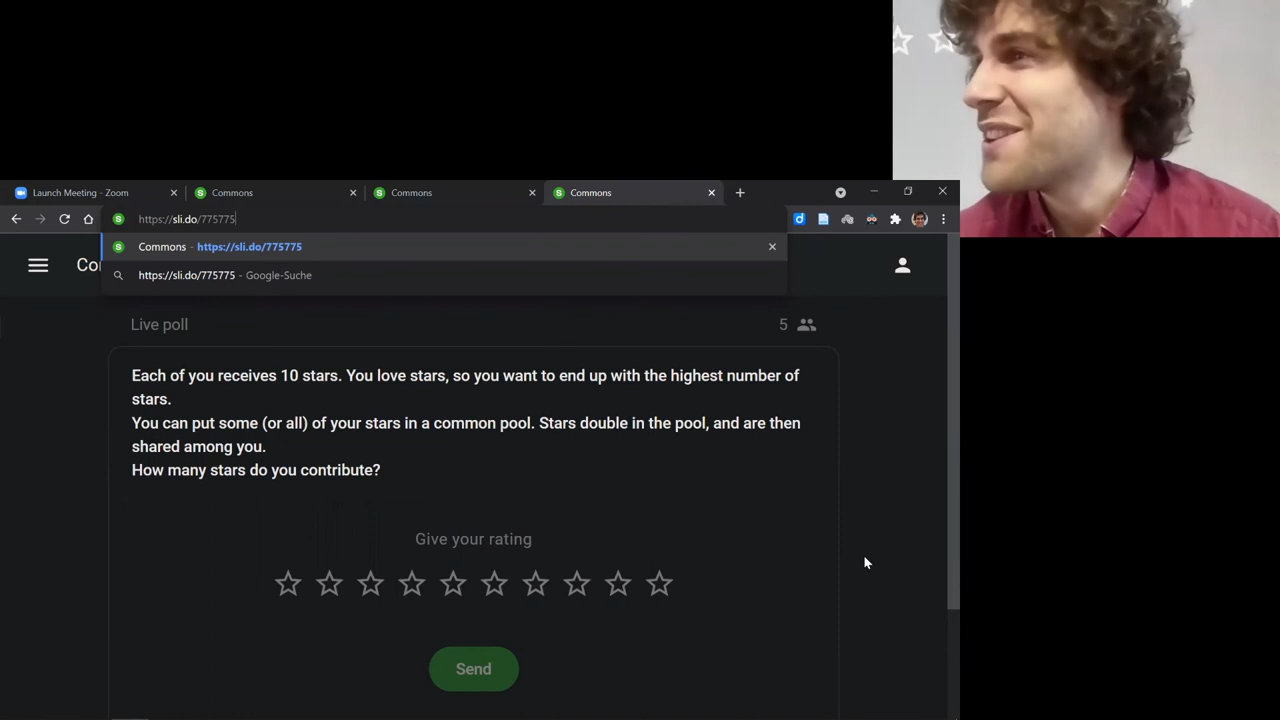 Launch Meeting - Zoom
Commons
Commons
Commons
https://sli.do/775775
Commons - https://sli.do/775775
https://sli.do/775775 - Google-Suche
Live poll
5
Each of you receives 10 stars. You love stars, so you want to end up with the highest number of
stars.
You can put some (or all) of your stars in a common pool. Stars double in the pool, and are then
shared among you.
How many stars do you contribute?
Give your rating
Send